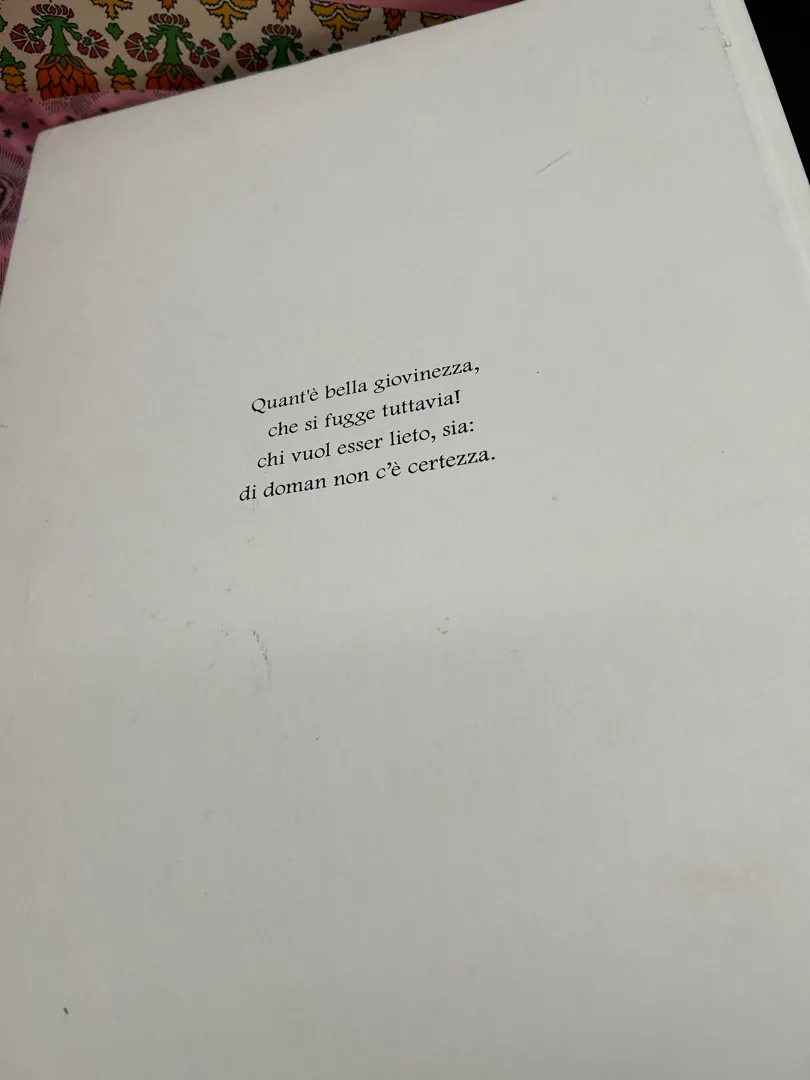 Quant'è bella giovinezza,
che si fugge tuttavia!
chi vuol esser lieto, sia:
di doman non c’è certezza.